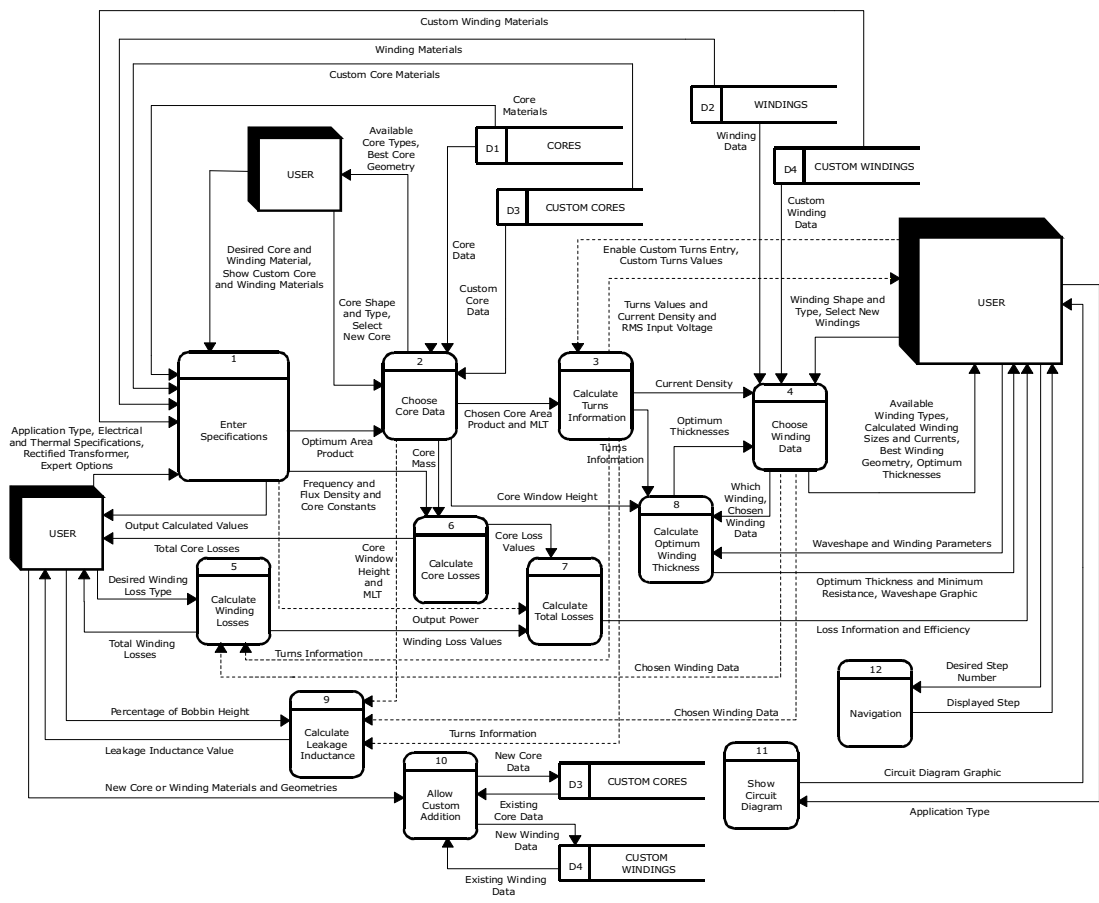 Custom Winding Materials
Winding Materials
Custom Core Materials
Core
Materials
D2
WINDINGS
Winding
Data
D1
CORES
Available
Core Types,
Best Core
Geometry
USER
D4
CUSTOM WINDINGS
D3
CUSTOM CORES
Custom
Winding
Data
Desired Core and
Winding Material,
Show Custom Core
and Winding Materials
Core
Data
Enable Custom Turns Entry,
Custom Turns Values
Custom
Core
Data
Core Shape
and Type,
Select
New Core
Turns Values and
Current Density and
RMS Input Voltage
Winding Shape and
Type, Select New
Windings
USER
1
Enter
Specifications
2
Choose
Core Data
3
Calculate
Turns
Information
Current Density
4
Choose
Winding
Data
Application Type, Electrical
and Thermal Specifications,
Rectified Transformer,
Expert Options
Optimum Area
Product
Chosen Core Area
Product and MLT
Optimum
Thicknesses
Available
Winding Types,
Calculated Winding
Sizes and Currents,
Best Winding
Geometry, Optimum
Thicknesses
Core
Mass
Turns
Information
Frequency and
Flux Density and
Core Constants
Core Window Height
Which
Winding,
Chosen
Winding
Data
USER
Output Calculated Values
Total Core Losses
6
Calculate
Core Losses
Core Loss
Values
8
Calculate
Optimum
Winding
Thickness
Waveshape and Winding Parameters
Core
Window
Height
and
MLT
Desired Winding
Loss Type
5
Calculate
Winding
Losses
7
Calculate
Total Losses
Optimum Thickness and Minimum
Resistance, Waveshape Graphic
Output Power
Winding Loss Values
Loss Information and Efficiency
Total Winding
Losses
Turns Information
Chosen Winding Data
12
Navigation
Desired Step
Number
Displayed Step
9
Calculate
Leakage
Inductance
Percentage of Bobbin Height
Chosen Winding Data
Leakage Inductance Value
Turns Information
10
Allow
Custom
Addition
New Core
Data
D3
CUSTOM CORES
11
Show
Circuit
Diagram
Circuit Diagram Graphic
New Core or Winding Materials and Geometries
Existing
Core Data
Application Type
New Winding
Data
D4
CUSTOM
WINDINGS
Existing Winding
Data